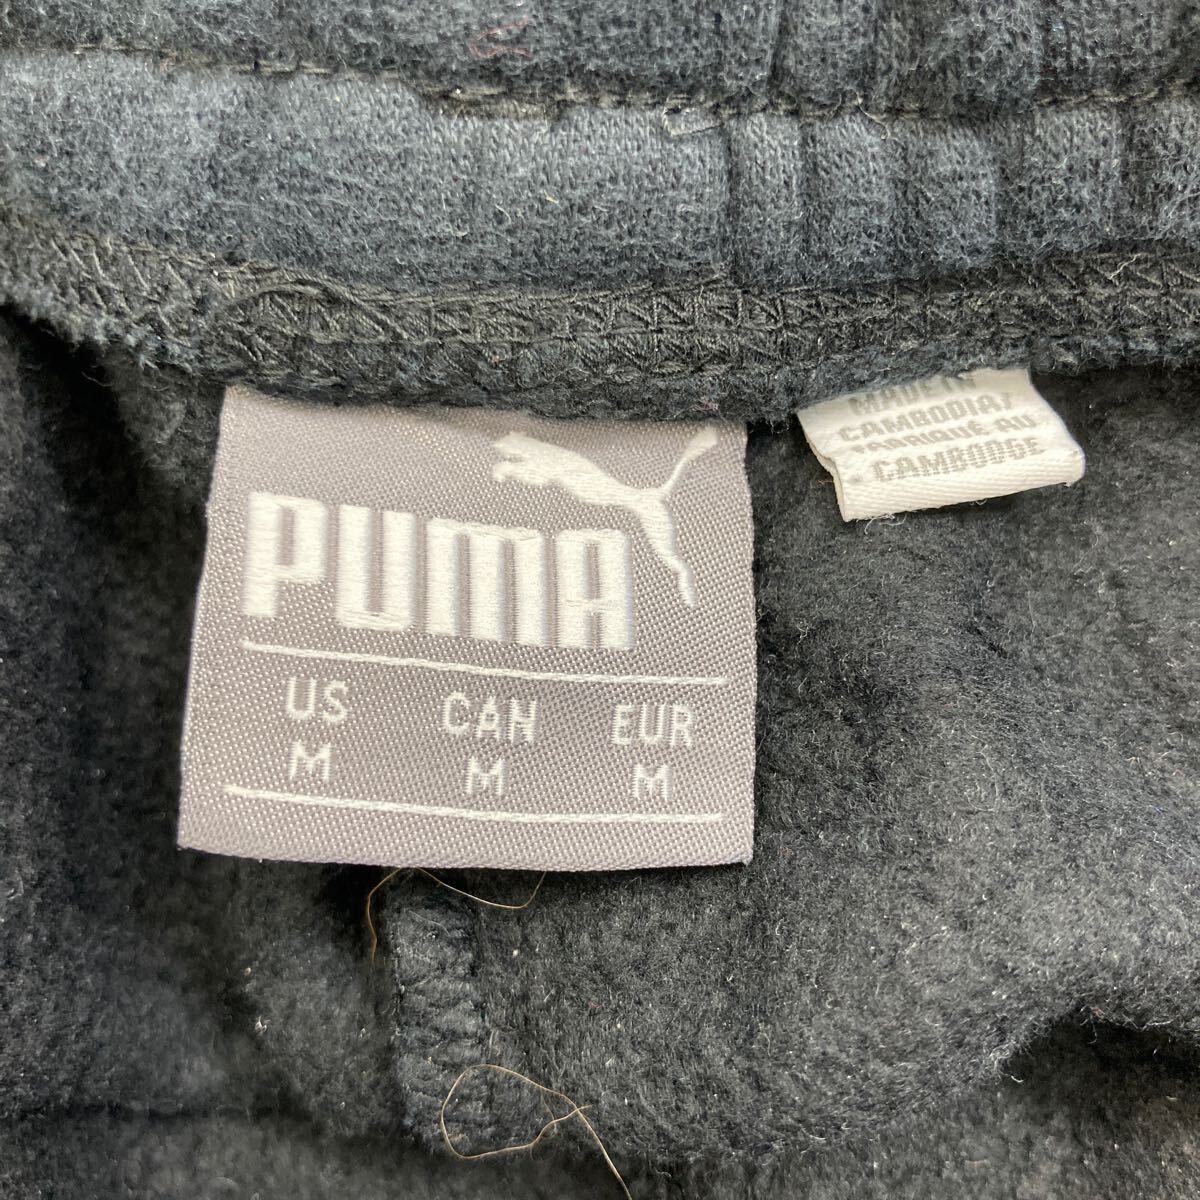 PUMA
US CAN EUR
M M M
MADE IN
CAMBODIA/
FABRIQUÉ AU
CAMBODGE